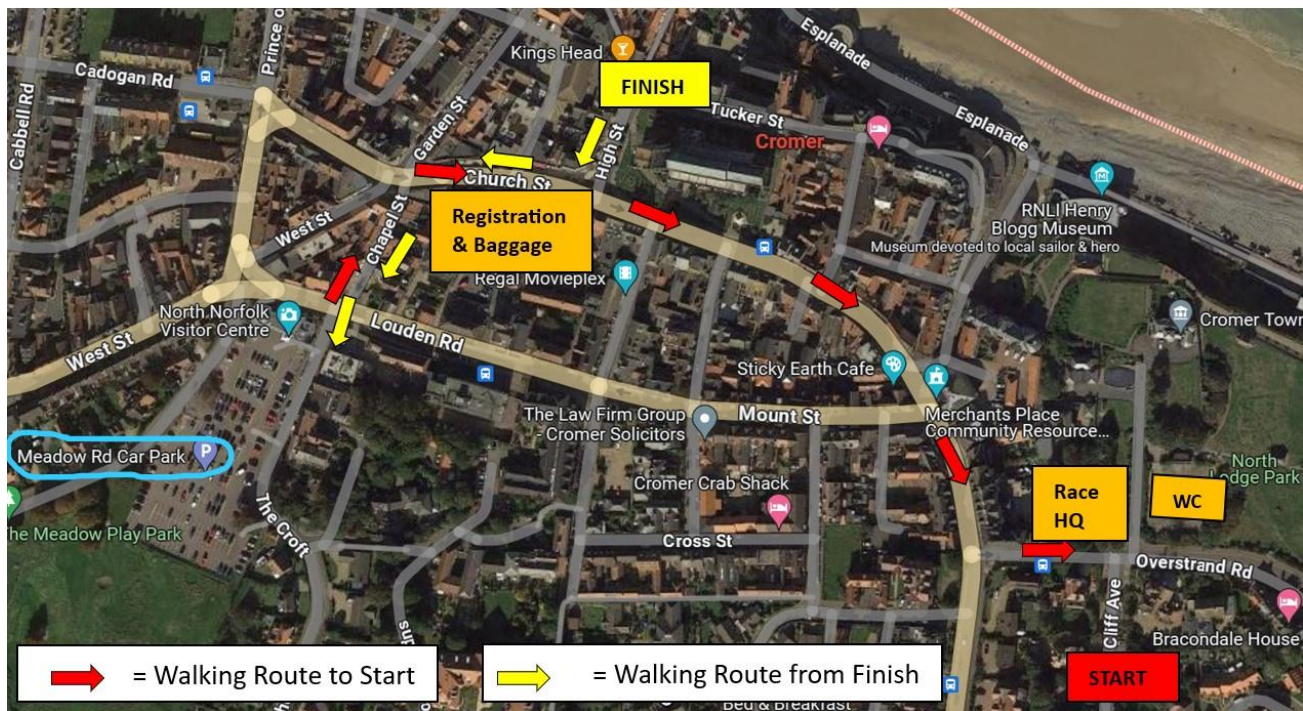 Cadogan Rd
Prince o
Cabbell Rd
Garden St
Kings Head
FINISH
High St
Tucker St
Cromer
Esplanade
Esplanade
RNLI Henry
Blogg Museum
Museum devoted to local sailor & hero
Church St
West St
Chapel St
Registration
& Baggage
Regal Movieplex
North Norfolk
Visitor Centre
Louden Rd
West St
Cromer Town
Sticky Earth Cafe
The Law Firm Group
- Cromer Solicitors
Mount St
Merchants Place
Community Resource...
Meadow Rd Car Park
P
The Croft
he Meadow Play Park
Cromer Crab Shack
Cross St
Race
HQ
WC
North
Lodge Park
Overstrand Rd
Cliff Ave
Bracondale House
START
Bed & Breakfast
= Walking Route to Start
= Walking Route from Finish